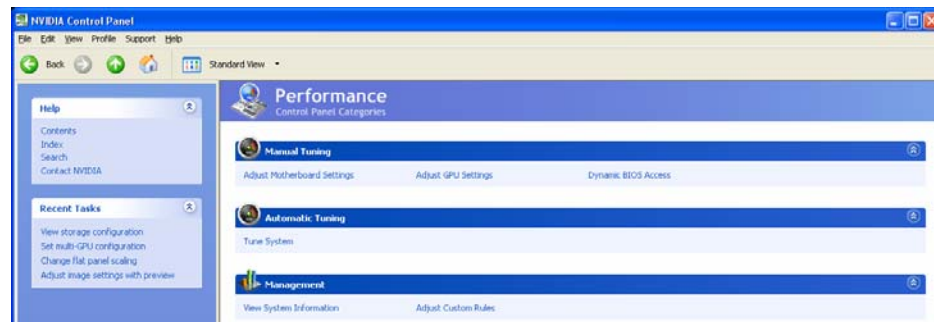 NVIDIA Control Panel
File Edit View Profile Support Help
Back Standard View
Help
Contents
Index
Search
Contact NVIDIA
Recent Tasks
View storage configuration
Set multi-GPU configuration
Change flat panel scaling
Adjust image settings with preview
Performance
Control Panel Categories
Manual Tuning
Adjust Motherboard Settings Adjust GPU Settings Dynamic BIOS Access
Automatic Tuning
Tune System
Management
View System Information Adjust Custom Rules